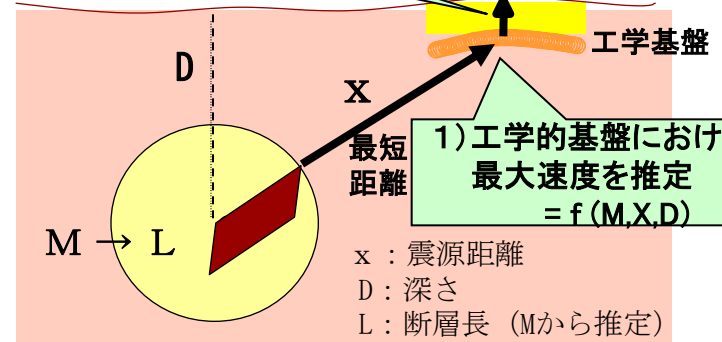 D
工学基盤
x
最短
距離
1)工学的基盤におけ
最大速度を推定
= f (M,X,D)
M → L
x：震源距離
D：深さ
L：断層長 (Mから推定)